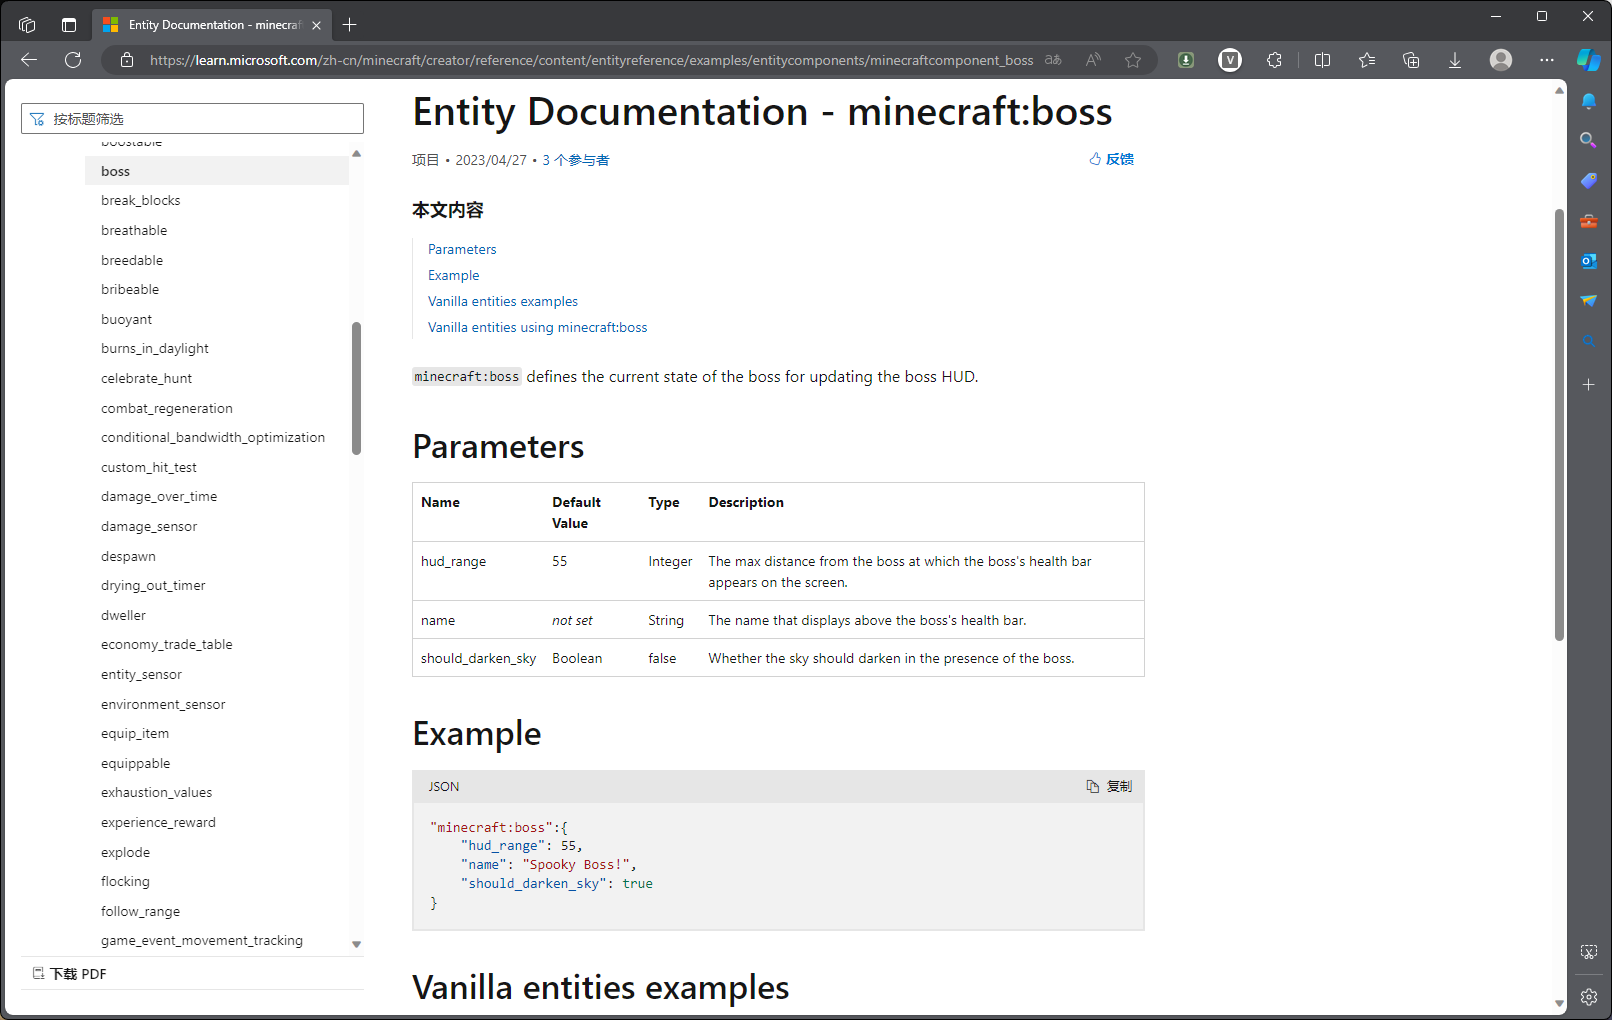 Entity Documentation - minecraf
https://learn.microsoft.com/zh-cn/minecraft/creator/reference/content/entityreference/examples/entitycomponents/minecraftcomponent_boss
aあ
A
V
按标题筛选
boostable
boss
break_blocks
breathable
breedable
bribeable
buoyant
burns_in_daylight
celebrate_hunt
combat_regeneration
conditional_bandwidth_optimization
custom_hit_test
damage_over_time
damage_sensor
despawn
drying_out_timer
dweller
economy_trade_table
entity_sensor
environment_sensor
equip_item
equippable
exhaustion_values
experience_reward
explode
flocking
follow_range
game_event_movement_tracking
下载 PDF
Entity Documentation - minecraft:boss
项目 • 2023/04/27 • 3 个参与者
反馈
本文内容
Parameters
Example
Vanilla entities examples
Vanilla entities using minecraft:boss
minecraft:boss defines the current state of the boss for updating the boss HUD.
Parameters
Name Default Value Type Description
hud_range 55 Integer The max distance from the boss at which the boss's health bar
appears on the screen.
name not set String The name that displays above the boss's health bar.
should_darken_sky Boolean false Whether the sky should darken in the presence of the boss.
Example
JSON
复制
"minecraft:boss":{
"hud_range": 55,
"name": "Spooky Boss!",
"should_darken_sky": true
}
Vanilla entities examples